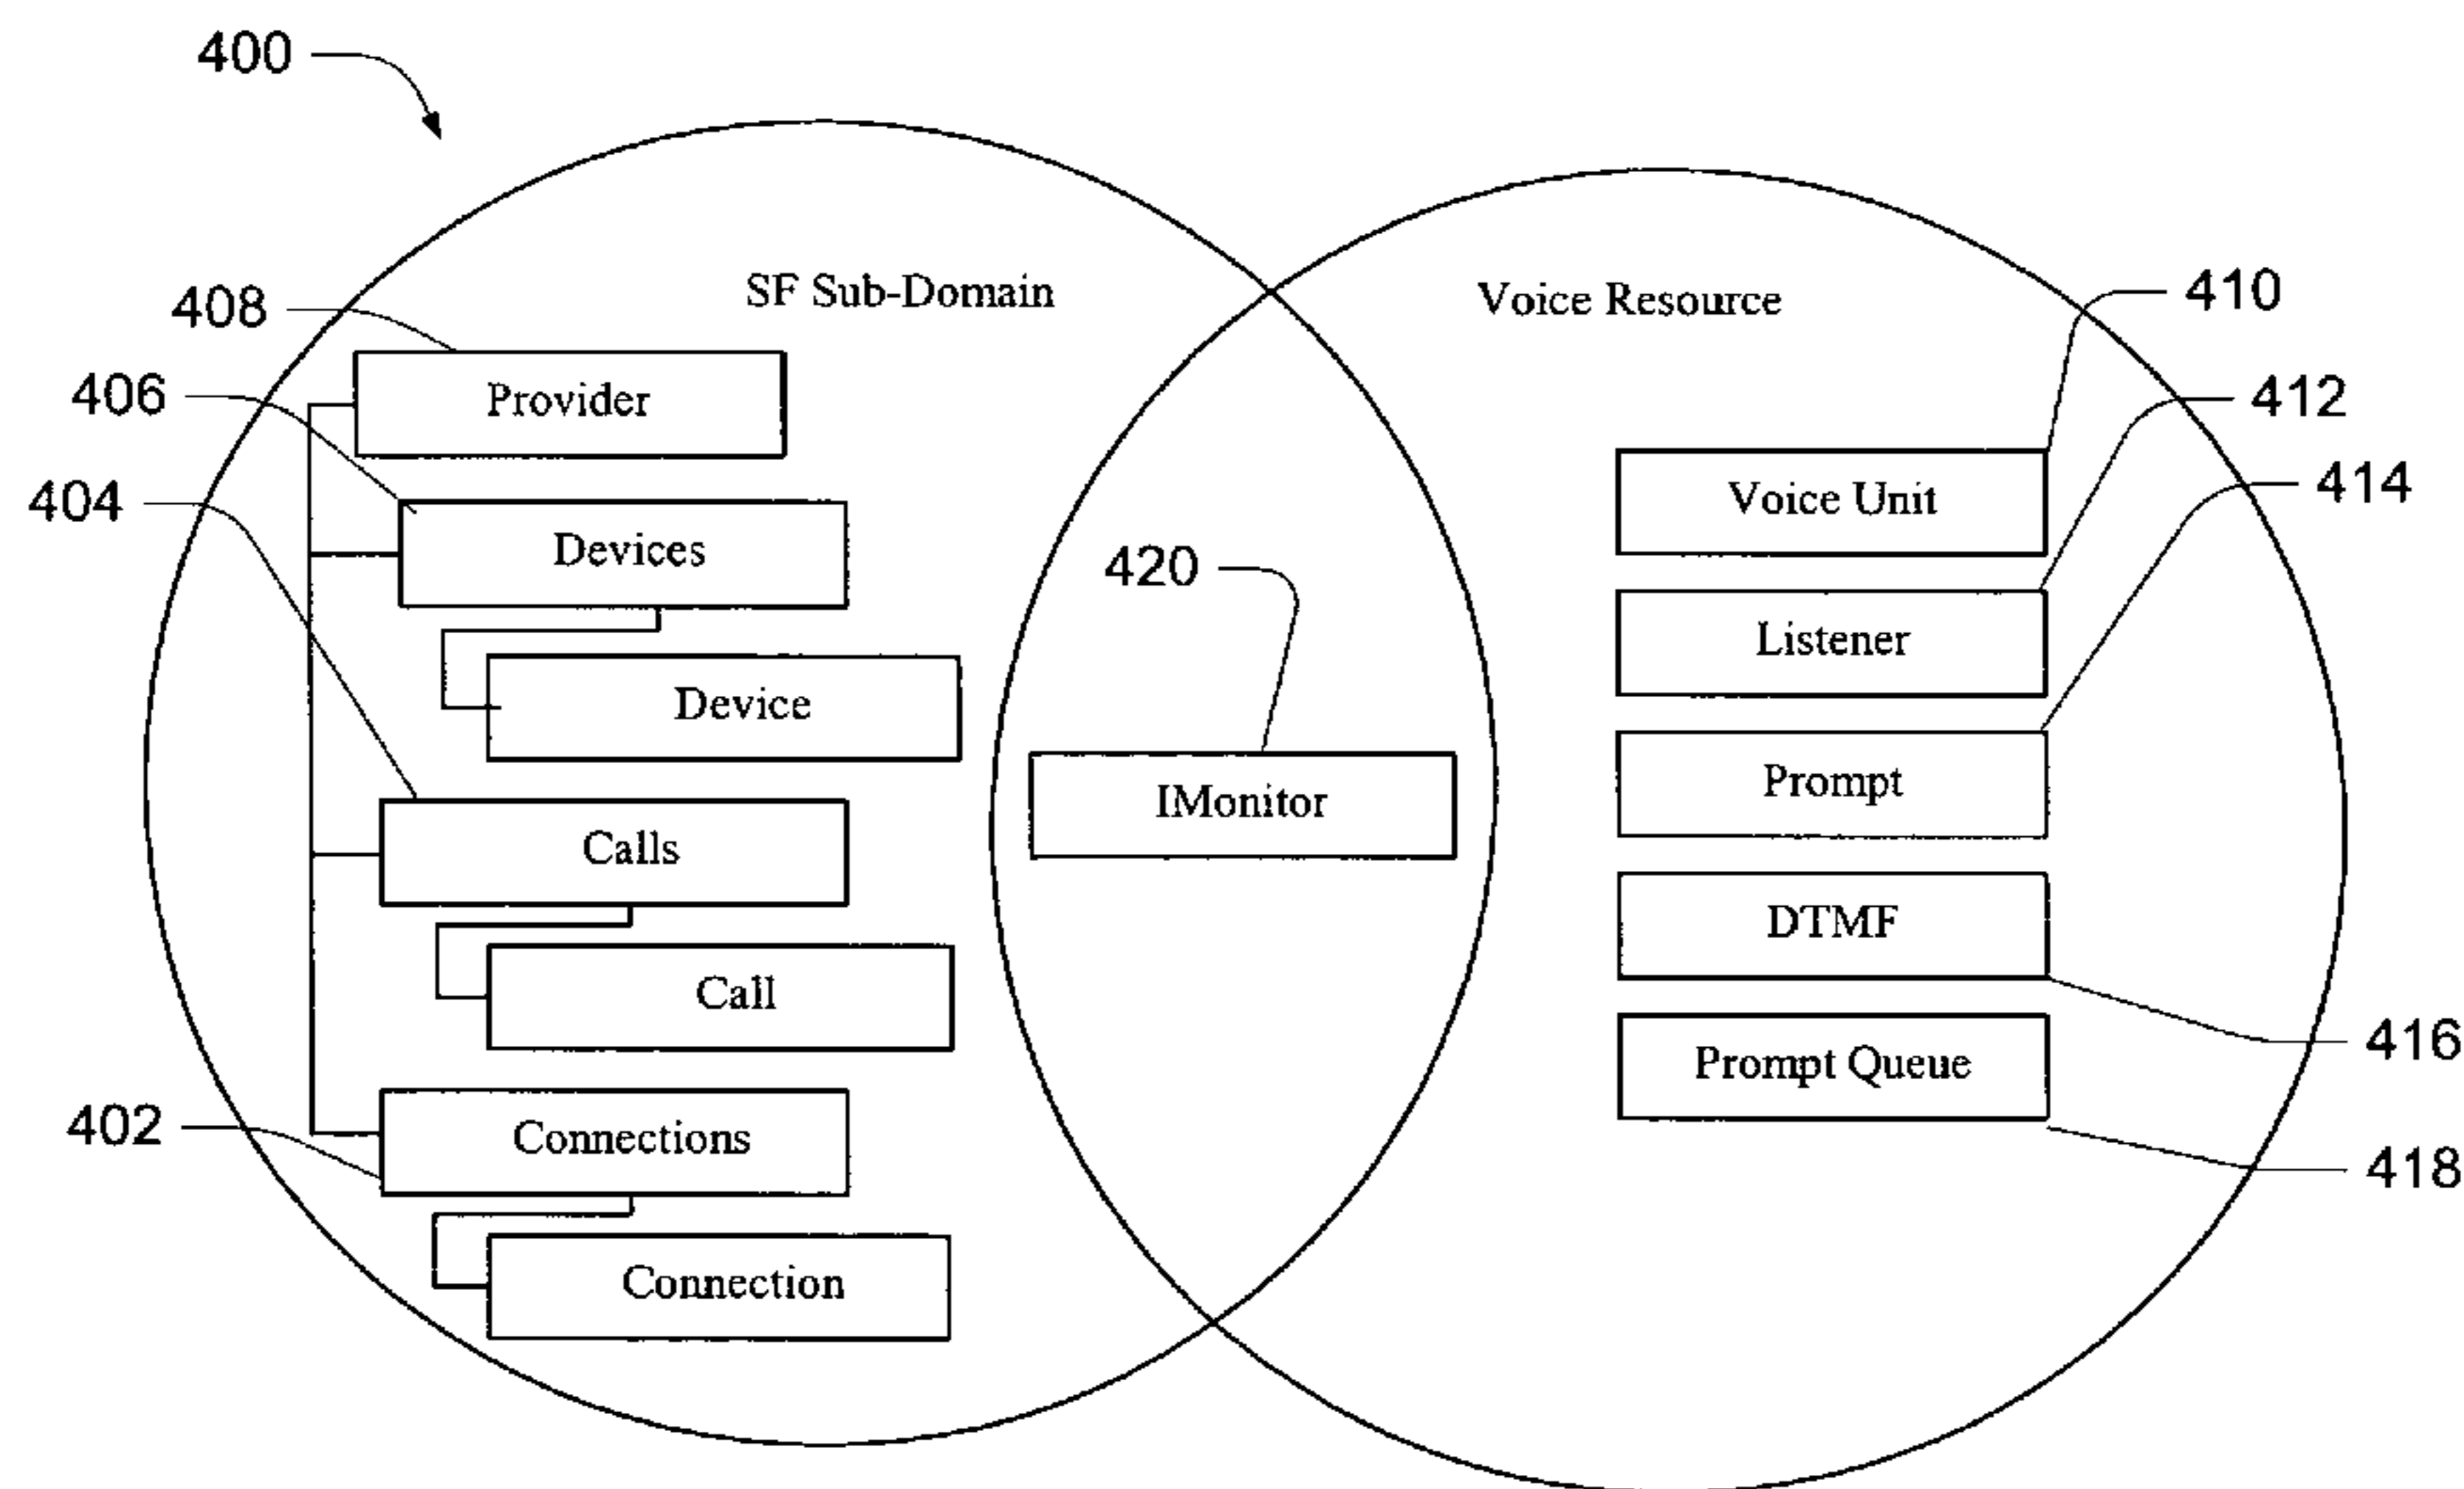 400
SF Sub-Domain
Voice Resource
408
410
406
Provider
412
404
Devices
Voice Unit
414
420
Listener
Device
IMonitor
Prompt
Calls
DTMF
Call
416
402
Connections
Prompt Queue
418
Connection